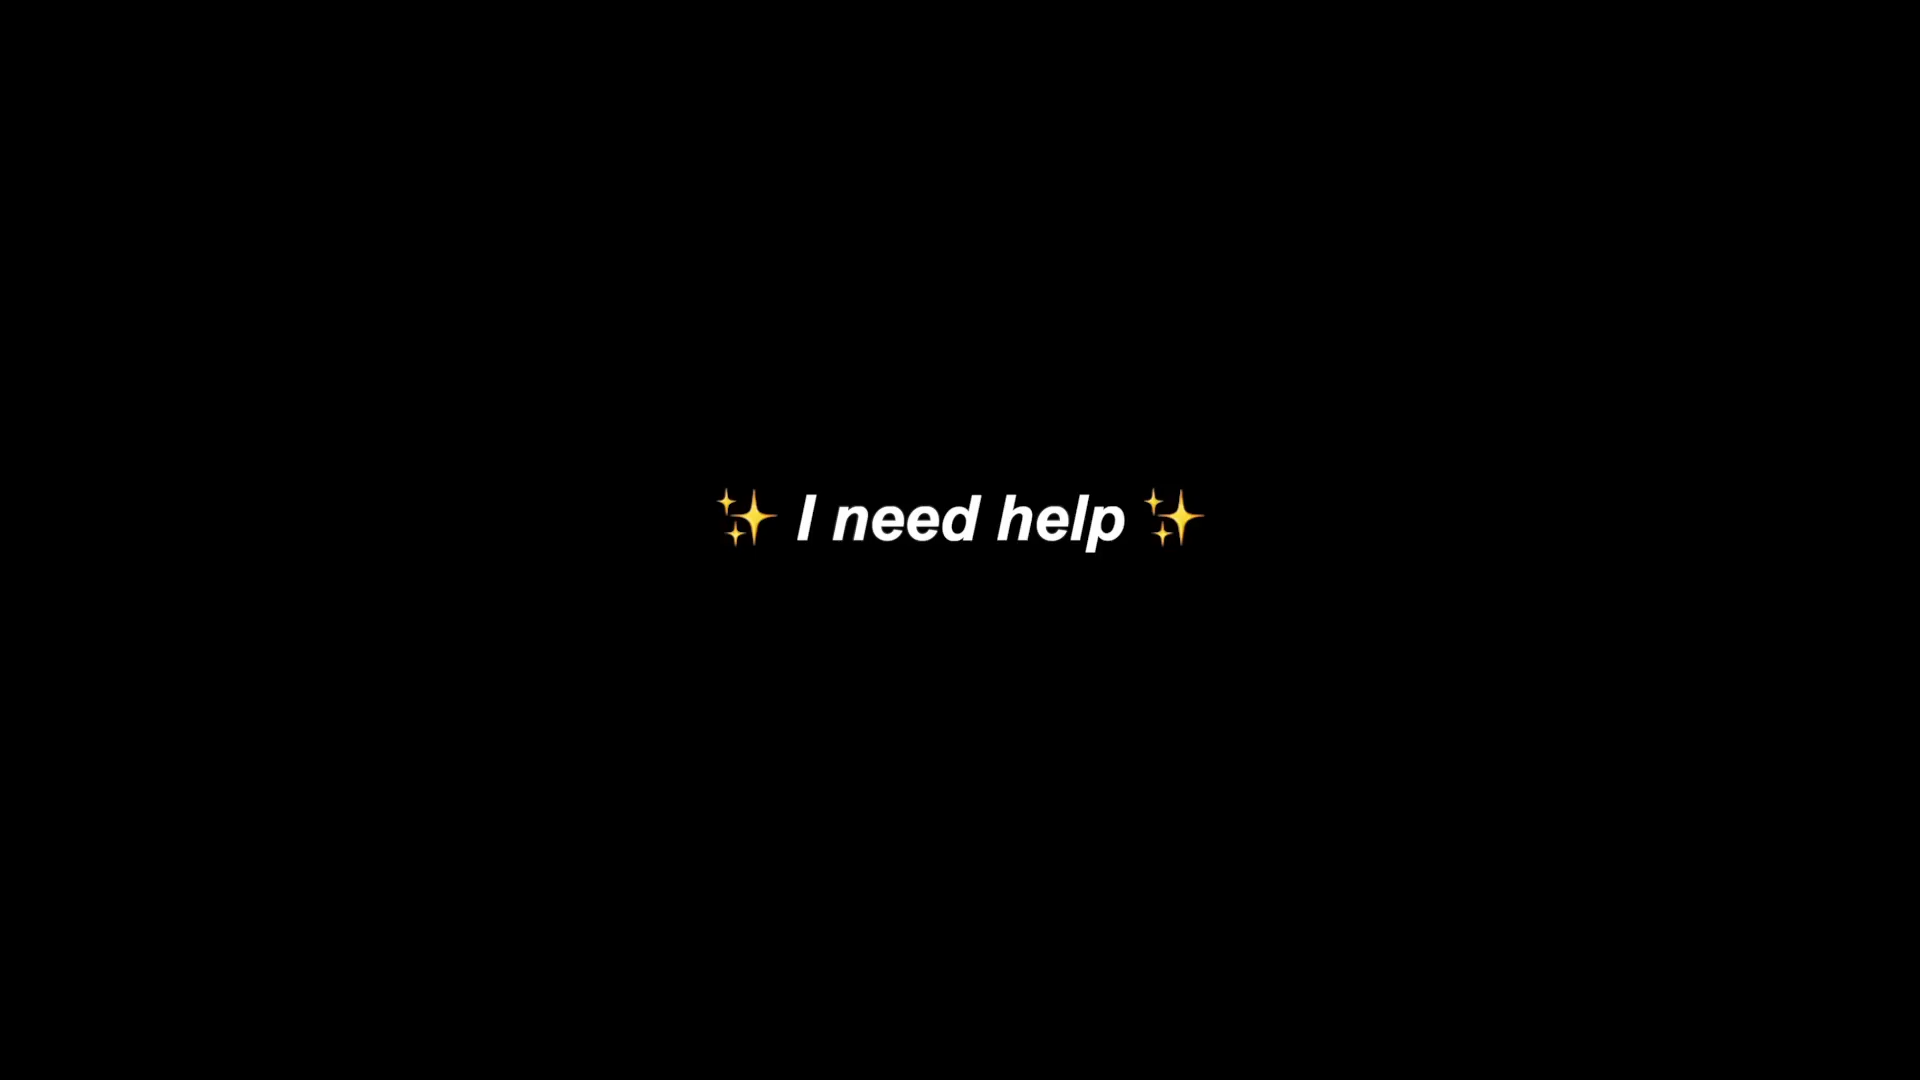 ✨ I need help ✨